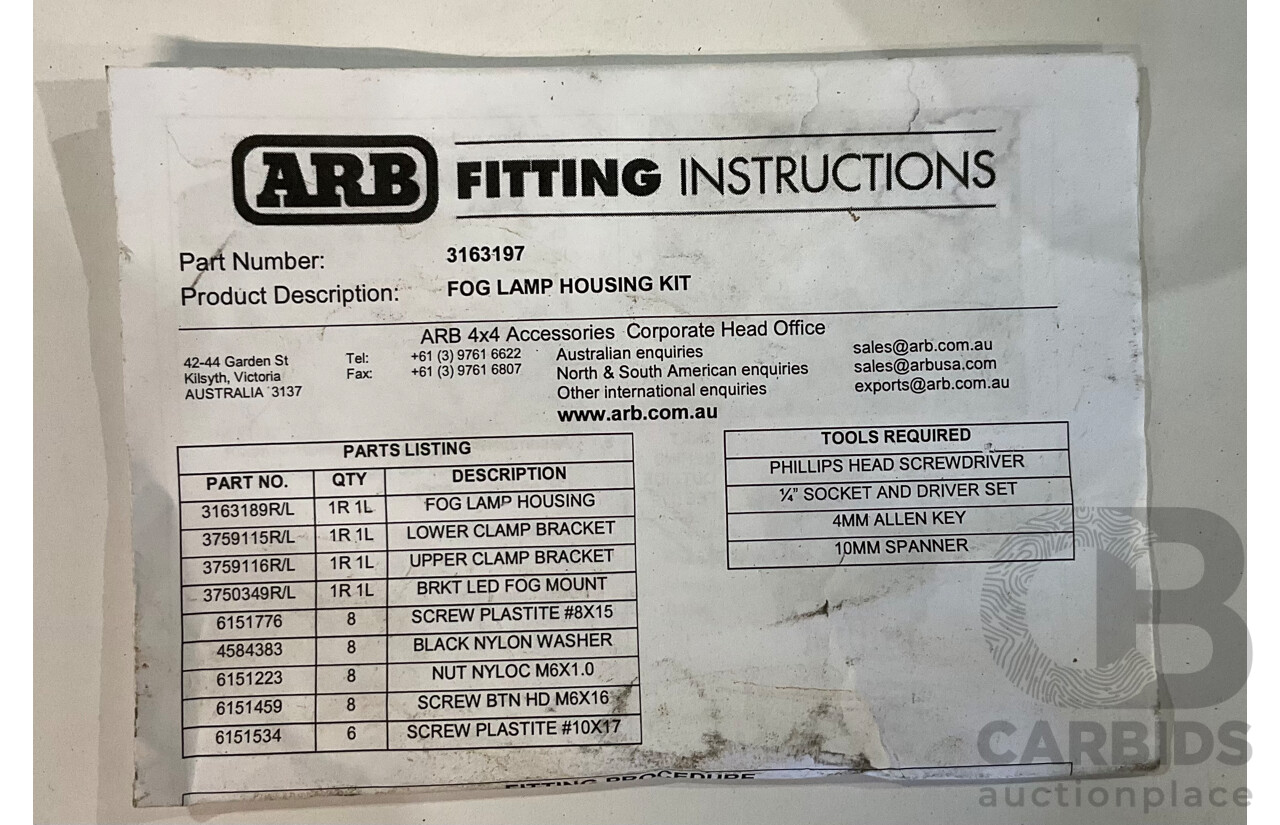 ARB FITTING INSTRUCTIONS
Part Number: 3163197
Product Description: FOG LAMP HOUSING KIT
ARB 4x4 Accessories Corporate Head Office
42-44 Garden St
Kilsyth, Victoria
AUSTRALIA 3137
Tel: +61 (3) 9761 6622
Fax: +61 (3) 9761 6807
Australian enquiries sales@arb.com.au
North & South American enquiries sales@arbusa.com
Other international enquiries exports@arb.com.au
www.arb.com.au
PARTS LISTING
PART NO. QTY DESCRIPTION
3163189R/L 1R 1L FOG LAMP HOUSING
3759115R/L 1R 1L LOWER CLAMP BRACKET
3759116R/L 1R 1L UPPER CLAMP BRACKET
3750349R/L 1R 1L BRKT LED FOG MOUNT
6151776 8 SCREW PLASTITE #8X15
4584383 8 BLACK NYLON WASHER
6151223 8 NUT NYLOC M6X1.0
6151459 8 SCREW BTN HD M6X16
6151534 6 SCREW PLASTITE #10X17
TOOLS REQUIRED
PHILLIPS HEAD SCREWDRIVER
¼" SOCKET AND DRIVER SET
4MM ALLEN KEY
10MM SPANNER
FITTING PROCEDURE
CB
CARBIDS
auctionplace